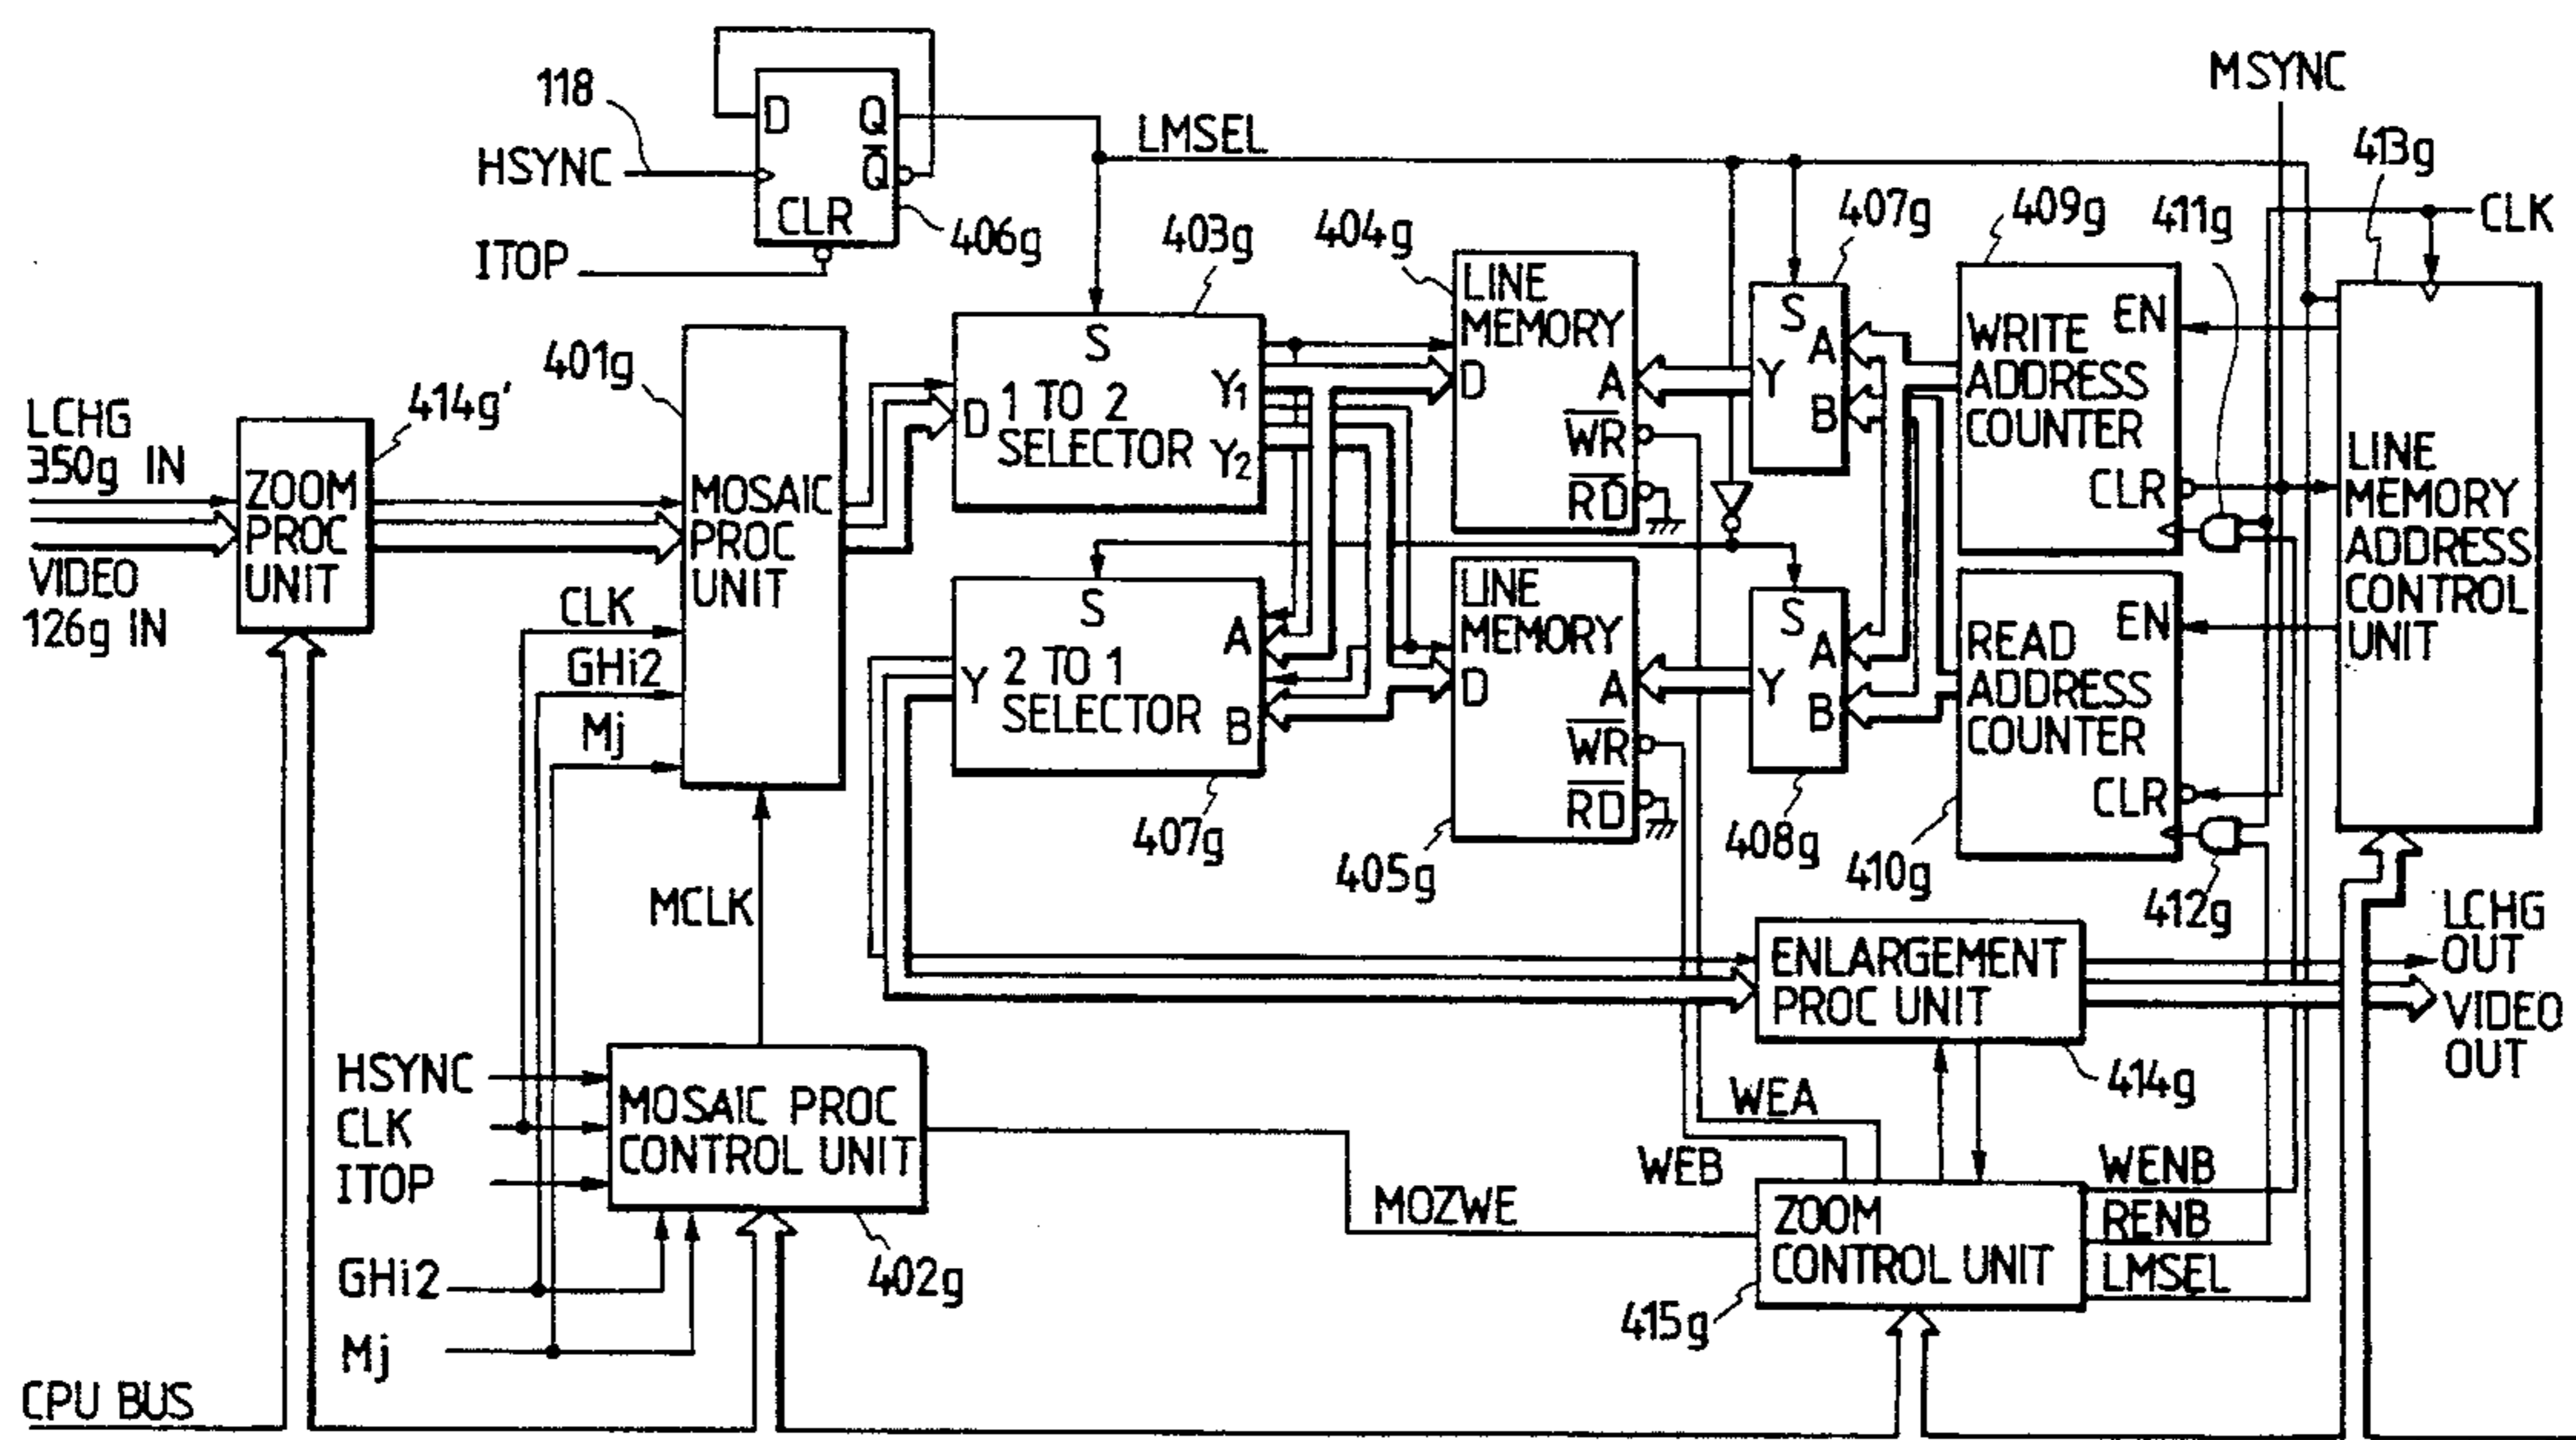 118
HSYNC
ITOP
D
Q
Q
CLR
406g
LMSEL
MSYNC
CLK
413g
411g
409g
407g
404g
403g
401g
414g'
LCHG
350g IN
VIDEO
126g IN
ZOOM
PROC
UNIT
MOSAIC
PROC
UNIT
CLK
GHi2
Mj
MCLK
S
D
1 TO 2
SELECTOR
Y1
Y2
S
2 TO 1
SELECTOR
Y
A
B
407g
LINE
MEMORY
D
A
WR
RD
LINE
MEMORY
D
A
WR
RD
405g
S
A
B
Y
S
A
B
Y
408g
WRITE
ADDRESS
COUNTER
EN
CLR
READ
ADDRESS
COUNTER
EN
CLR
410g
412g
LINE
MEMORY
ADDRESS
CONTROL
UNIT
ENLARGEMENT
PROC UNIT
414g
LCHG
OUT
VIDEO
OUT
HSYNC
CLK
ITOP
GHi2
Mj
MOSAIC PROC
CONTROL UNIT
402g
MOZWE
WEA
WEB
ZOOM
CONTROL UNIT
415g
WENB
RENB
LMSEL
CPU BUS